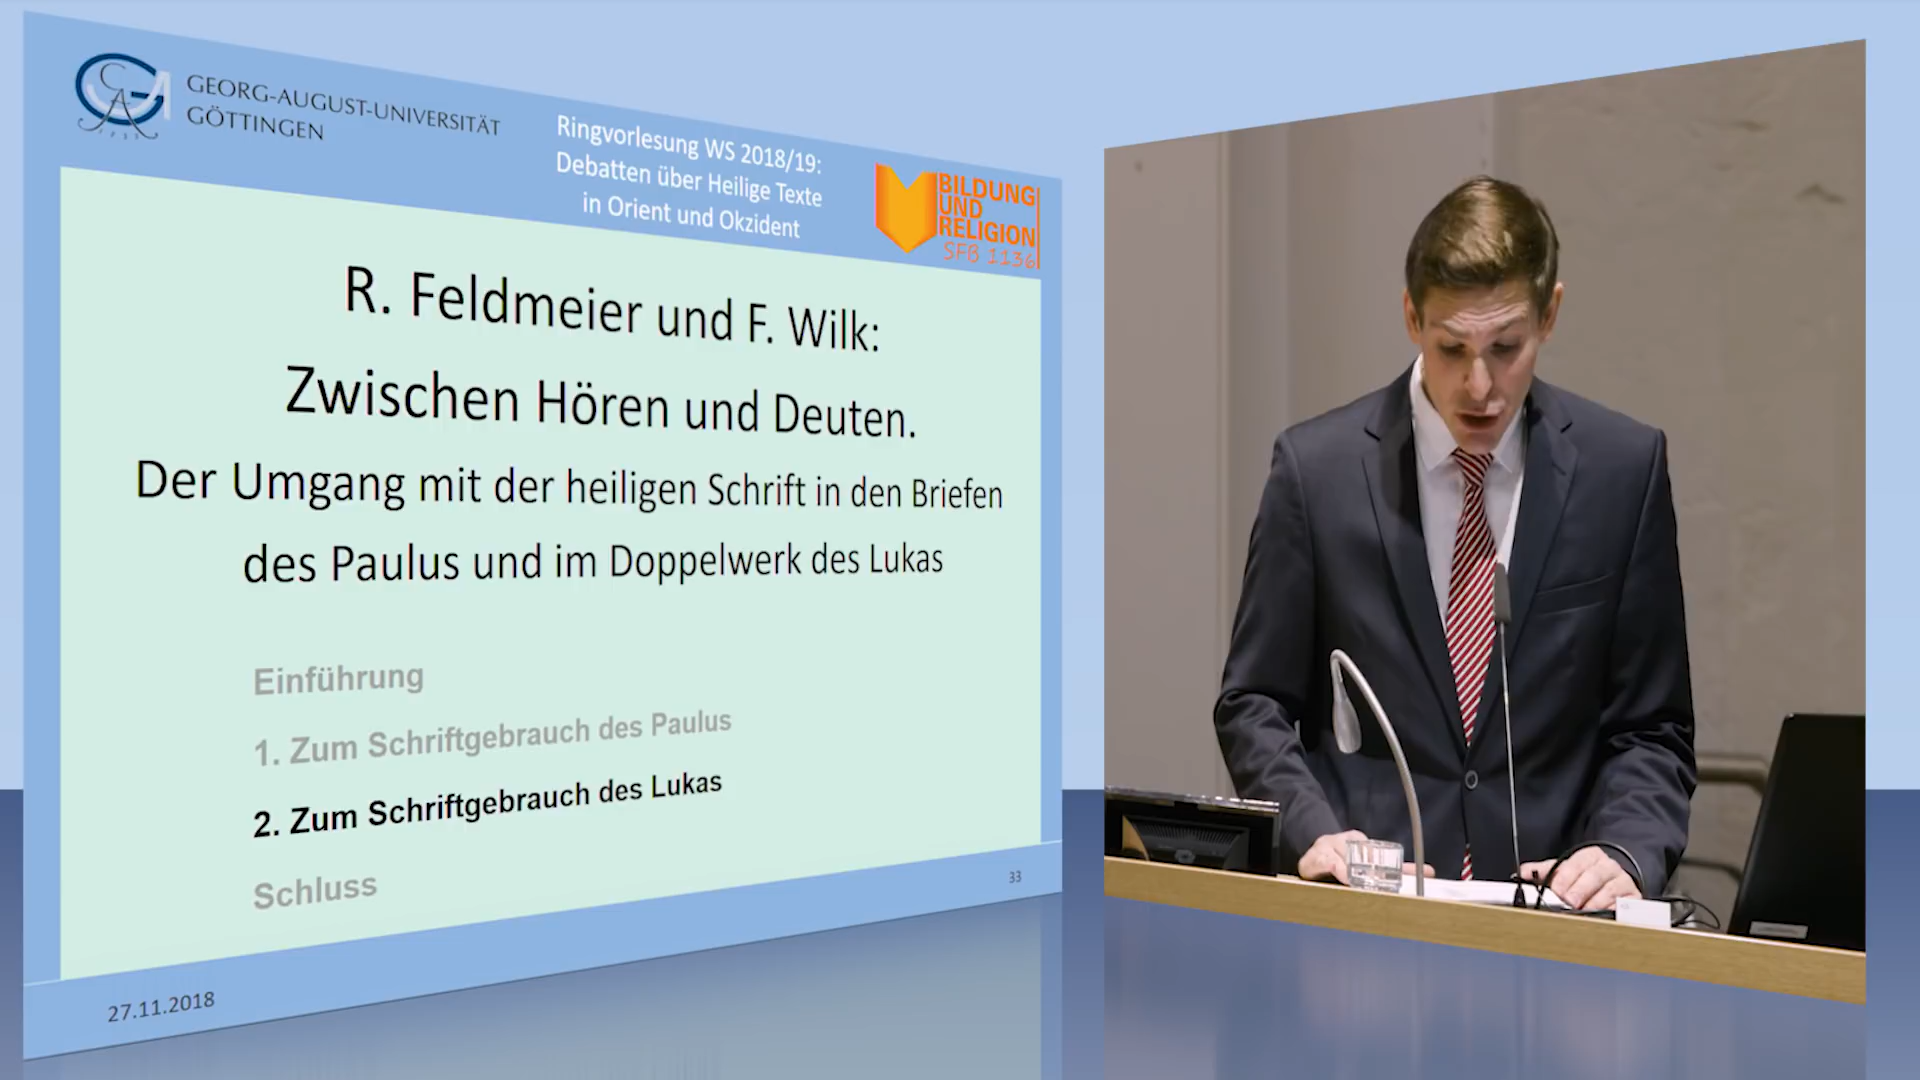 GEORG-AUGUST-UNIVERSITÄT
GÖTTINGEN
Ringvorlesung WS 2018/19:
Debatten über Heilige Texte
in Orient und Okzident
BILDUNG
UND
RELIGION
SFB 1136
R. Feldmeier und F. Wilk:
Zwischen Hören und Deuten.
Der Umgang mit der heiligen Schrift in den Briefen
des Paulus und im Doppelwerk des Lukas
Einführung
1. Zum Schriftgebrauch des Paulus
2. Zum Schriftgebrauch des Lukas
Schluss
33
27.11.2018